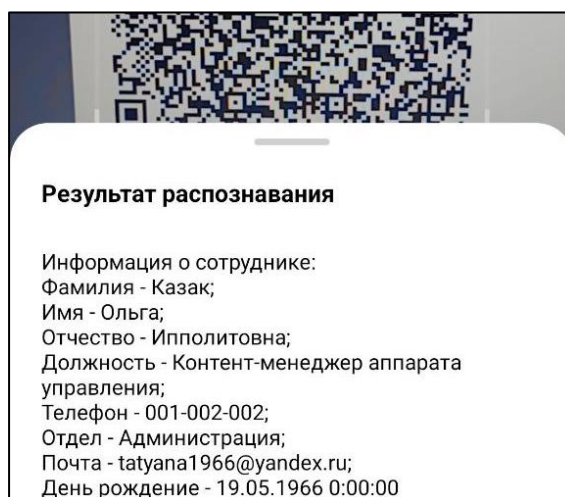 Результат распознавания
Информация о сотруднике:
Фамилия - Казак;
Имя - Ольга;
Отчество - Ипполитовна;
Должность - Контент-менеджер аппарата
управления;
Телефон - 001-002-002;
Отдел - Администрация;
Почта - tatyana1966@yandex.ru;
День рождение - 19.05.1966 0:00:00